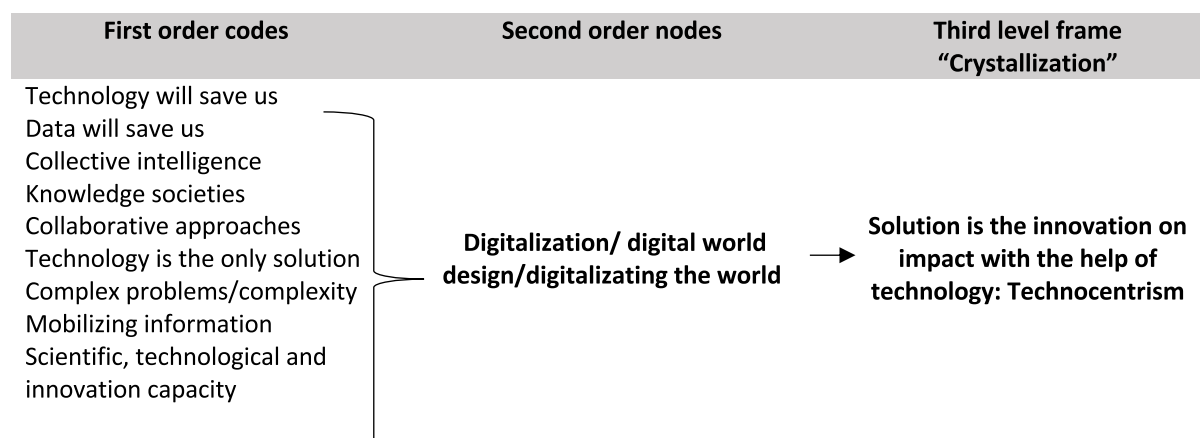 First order codes
Second order nodes
Third level frame
“Crystallization”
Technology will save us
Data will save us
Collective intelligence
Knowledge societies
Collaborative approaches
Technology is the only solution
Complex problems/complexity
Mobilizing information
Scientific, technological and
innovation capacity
Digitalization/ digital world
design/digitalizating the world
Solution is the innovation on
impact with the help of
technology: Technocentrism